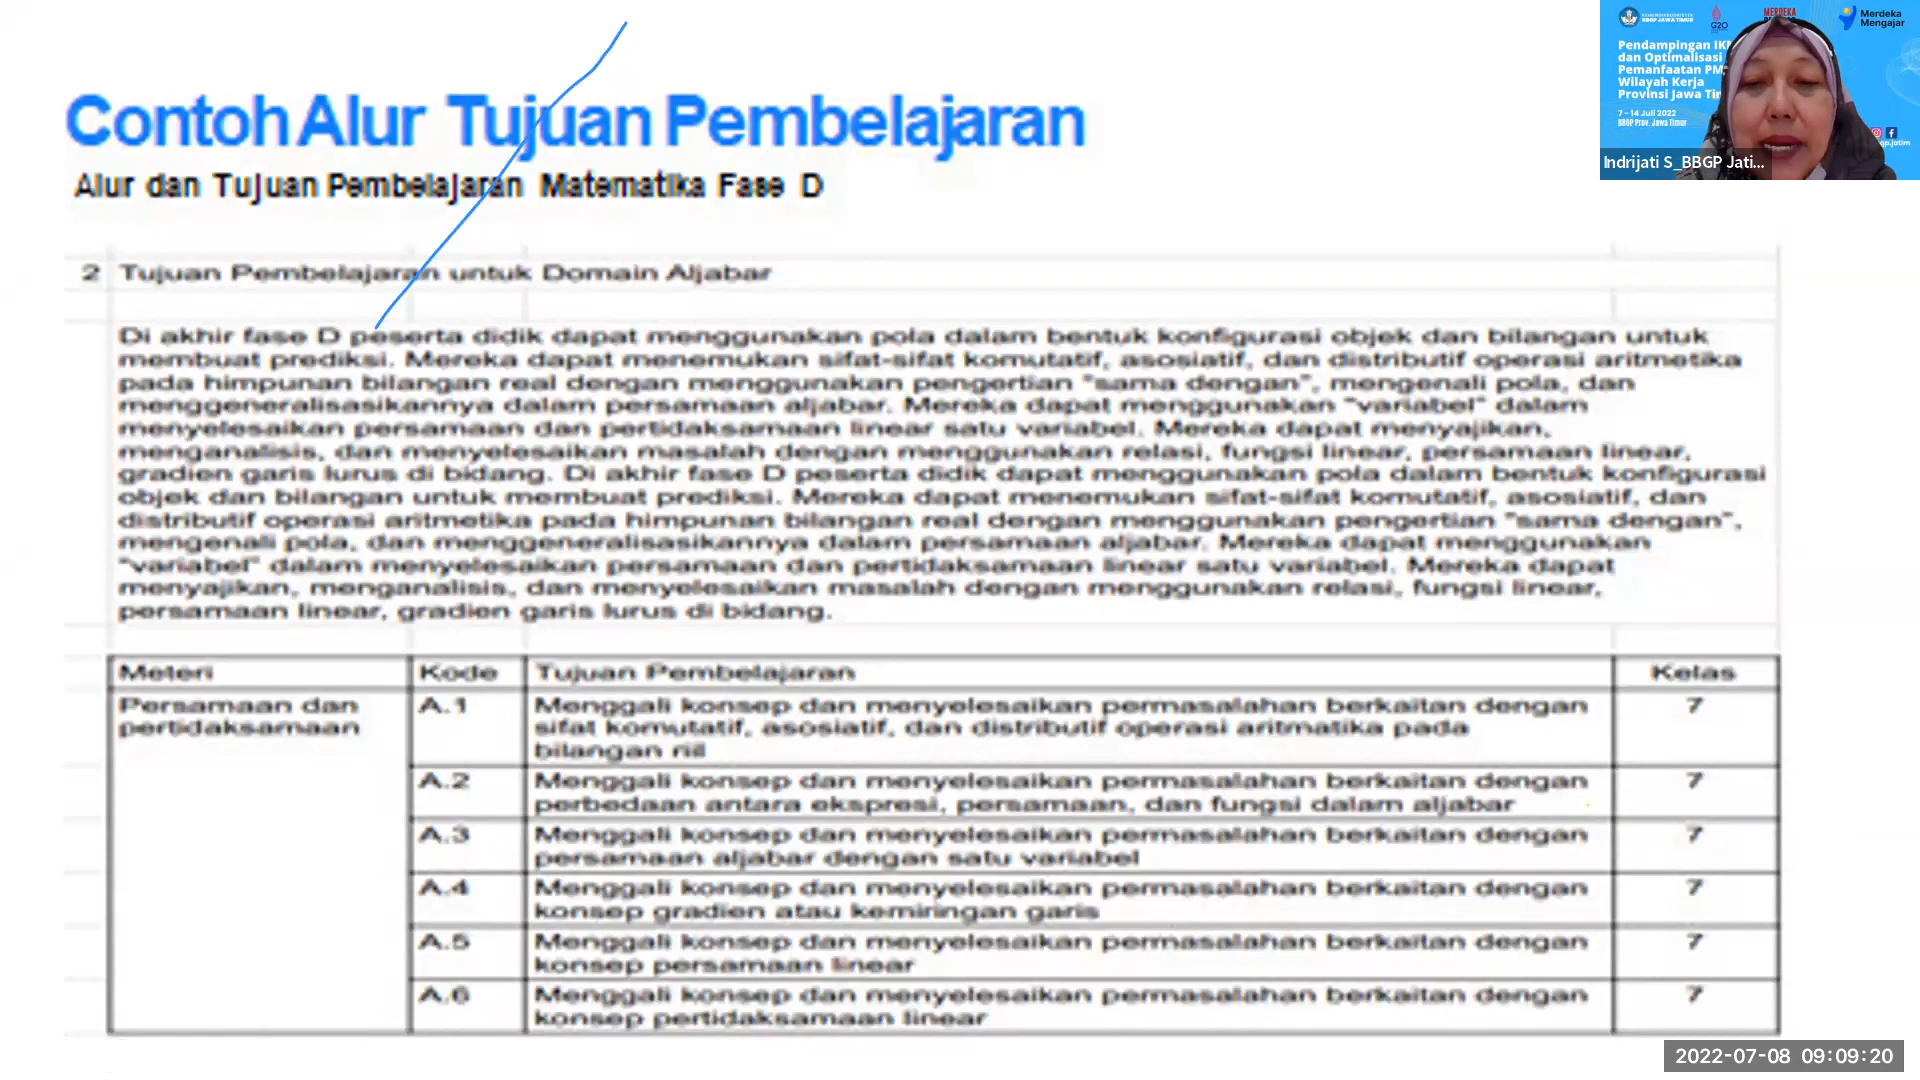 Contoh Alur Tujuan Pembelajaran
Alur dan Tujuan Pembelajaran Matematika Fase D
2 Tujuan Pembelajaran untuk Domain Aljabar
Di akhir fase D peserta didik dapat menggunakan pola dalam bentuk konfigurasi objek dan bilangan untuk
membuat prediksi. Mereka dapat menemukan sifat-sifat komutatif, asosiatif, dan distributif operasi aritmetika
pada himpunan bilangan real dengan menggunakan pengertian "sama dengan", mengenali pola, dan
menggeneralisasikannya dalam persamaan aljabar. Mereka dapat menggunakan "variabel" dalam
menyelesaikan persamaan dan pertidaksamaan linear satu variabel. Mereka dapat menyajikan,
menganalisis, dan menyelesaikan masalah dengan menggunakan relasi, fungsi linear, persamaan linear,
gradien garis lurus di bidang. Di akhir fase D peserta didik dapat menggunakan pola dalam bentuk konfigurasi
objek dan bilangan untuk membuat prediksi. Mereka dapat menemukan sifat-sifat komutatif, asosiatif, dan
distributif operasi aritmetika pada himpunan bilangan real dengan menggunakan pengertian "sama dengan",
mengenali pola, dan menggeneralisasikannya dalam persamaan aljabar. Mereka dapat menggunakan
"variabel" dalam menyelesaikan persamaan dan pertidaksamaan linear satu variabel. Mereka dapat
menyajikan, menganalisis, dan menyelesaikan masalah dengan menggunakan relasi, fungsi linear,
persamaan linear, gradien garis lurus di bidang.
Meteri Kode Tujuan Pembelajaran Kelas
Persamaan dan
pertidaksamaan
A.1 Menggali konsep dan menyelesaikan permasalahan berkaitan dengan 7
sifat komutatif, asosiatif, dan distributif operasi aritmatika pada
bilangan riil
A.2 Menggali konsep dan menyelesaikan permasalahan berkaitan dengan 7
perbedaan antara ekspresi, persamaan, dan fungsi dalam aljabar
A.3 Menggali konsep dan menyelesaikan permasalahan berkaitan dengan 7
persamaan aljabar dengan satu variabel
A.4 Menggali konsep dan menyelesaikan permasalahan berkaitan dengan 7
konsep gradien atau kemiringan garis
A.5 Menggali konsep dan menyelesaikan permasalahan berkaitan dengan 7
konsep persamaan linear
A.6 Menggali konsep dan menyelesaikan permasalahan berkaitan dengan 7
konsep pertidaksamaan linear
BBGP JAWA TIMUR
G20
MERDEKA
Merdeka
Mengajar
Pendampingan IKM
dan Optimalisasi
Pemanfaatan PM
Wilayah Kerja
Provinsi Jawa Tim
7 - 14 Juli 2022
BBGP Prov. Jawa Timur
gp.jatim
Indrijati S_BBGP Jati...
2022-07-08 09:09:20